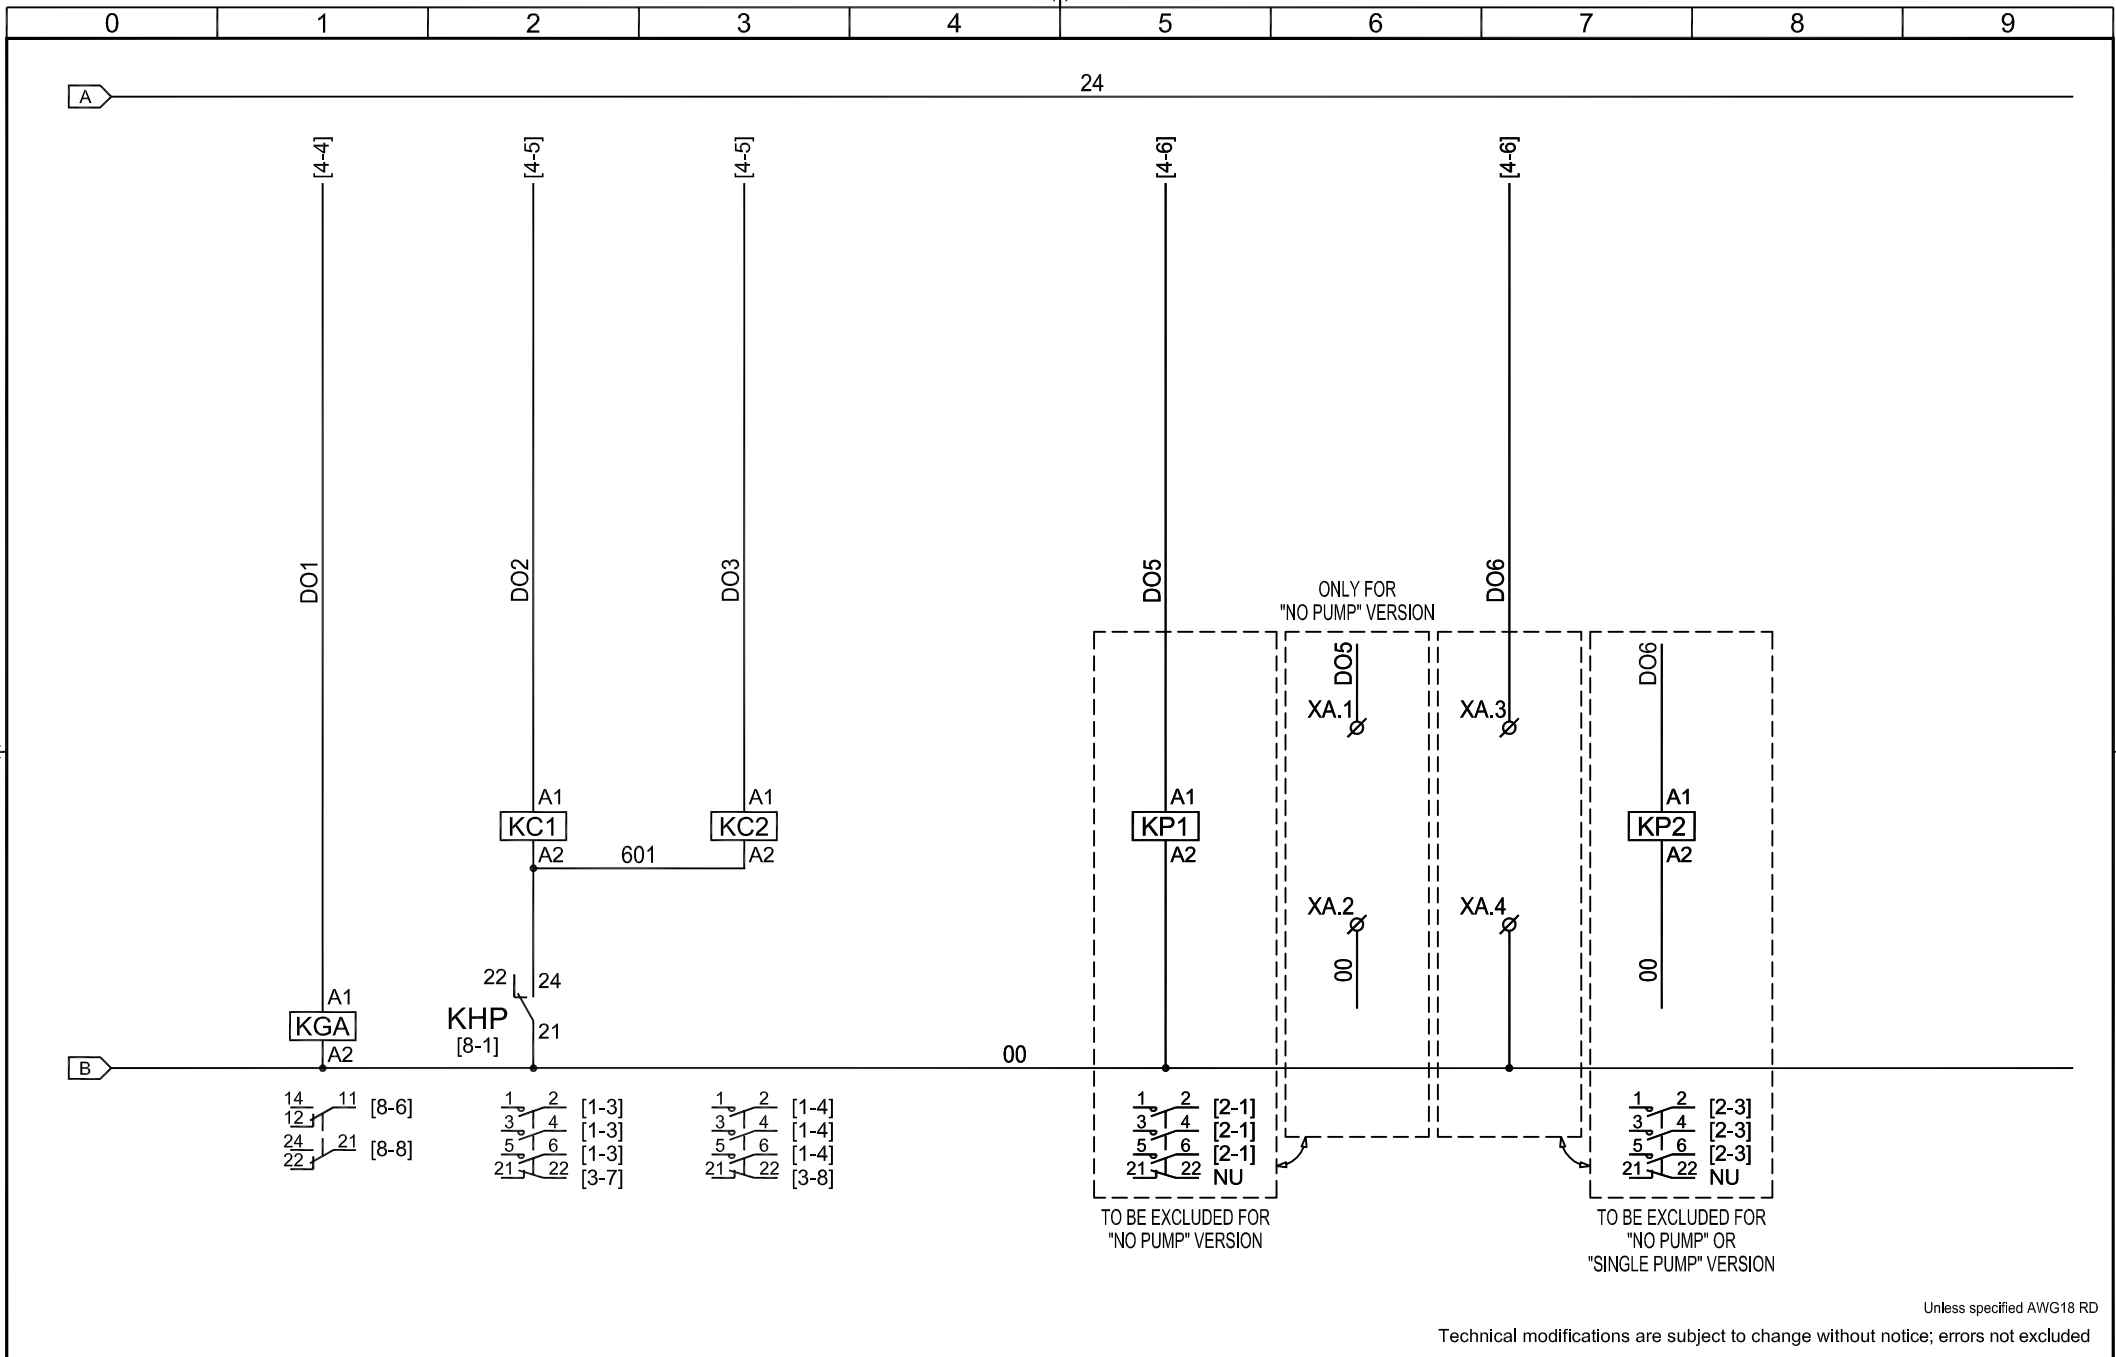 0 1 2 3 4 5 6 7 8 9
A 24
[4-4] [4-5] [4-5] [4-6] [4-6]
DO1 DO2 DO3 DO5 DO6
ONLY FOR
"NO PUMP" VERSION
DO5 DO6
XA.1 XA.3
A1 A1 A1 A1
KC1 KC2 KP1 KP2
A2 601 A2 A2 A2
XA.2 XA.4
00 00
22 24
A1
KGA KHP 21
A2 [8-1]
B 00
14 11 [8-6] 1 2 [1-3] 1 2 [1-4] 1 2 [2-1] 1 2 [2-3]
12 3 4 [1-3] 3 4 [1-4] 3 4 [2-1] 3 4 [2-3]
24 21 [8-8] 5 6 [1-3] 5 6 [1-4] 5 6 [2-1] 5 6 [2-3]
22 21 22 [3-7] 21 22 [3-8] 21 22 NU 21 22 NU
TO BE EXCLUDED FOR
"NO PUMP" VERSION
TO BE EXCLUDED FOR
"NO PUMP" OR
"SINGLE PUMP" VERSION
Unless specified AWG18 RD
Technical modifications are subject to change without notice; errors not excluded